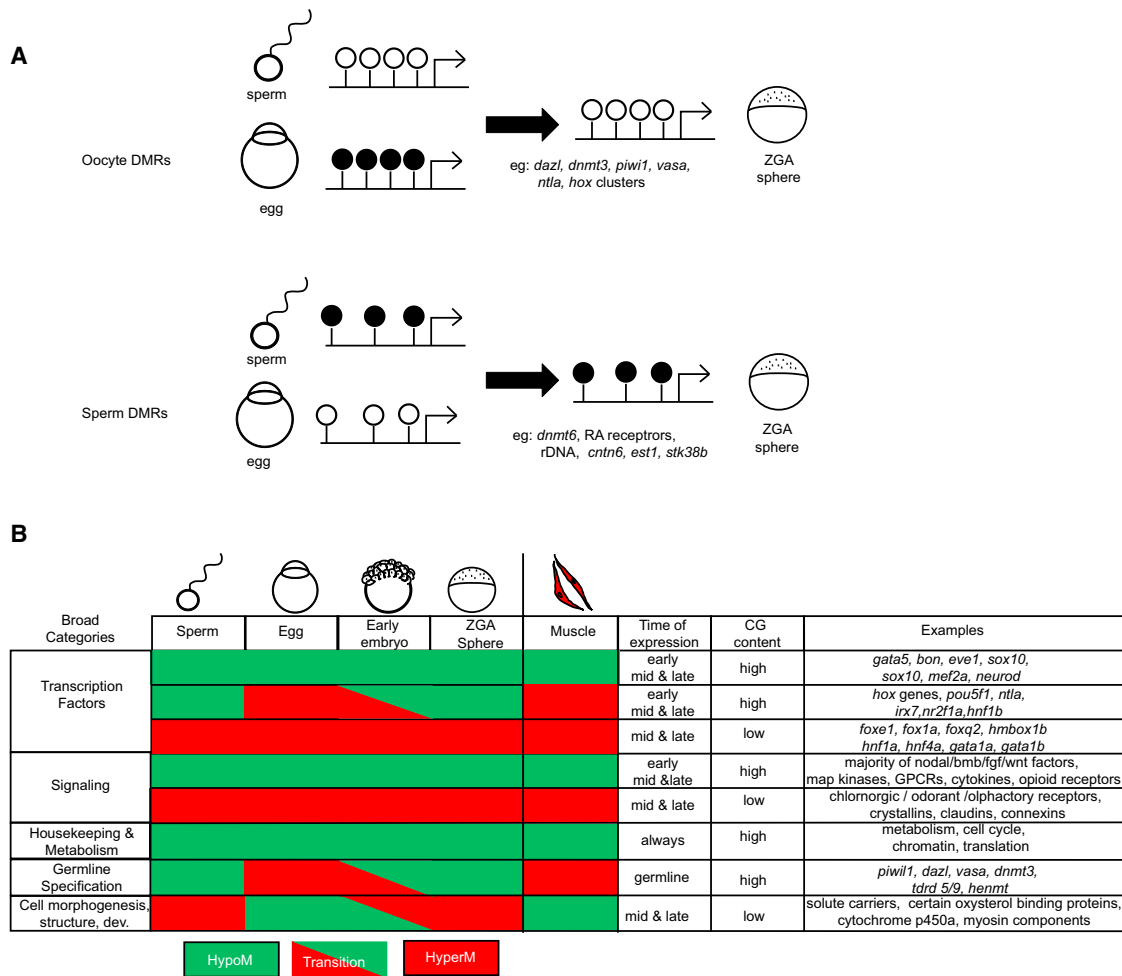 A
sperm
Oocyte DMRs
egg
eg: dazl, dnmt3, piwi1, vasa,
ntla, hox clusters
ZGA
sphere
sperm
Sperm DMRs
egg
eg: dnmt6, RA receptrors,
rDNA, cntn6, est1, stk38b
ZGA
sphere
B
Broad
Categories
Sperm
Egg
Early
embryo
ZGA
Sphere
Muscle
Time of
expression
CG
content
Examples
Transcription
Factors
early
mid & late
high
gata5, bon, eve1, sox10,
sox10, mef2a, neurod
early
mid & late
high
hox genes, pou5f1, ntla,
irx7,nr2f1a,hnf1b
mid & late
low
foxe1, fox1a, foxq2, hmbox1b
hnf1a, hnf4a, gata1a, gata1b
Signaling
early
mid &late
high
majority of nodal/bmb/fgf/wnt factors,
map kinases, GPCRs, cytokines, opioid receptors
mid & late
low
chlornorgic / odorant /olphactory receptors,
crystallins, claudins, connexins
Housekeeping &
Metabolism
always
high
metabolism, cell cycle,
chromatin, translation
Germline
Specification
germline
high
piwil1, dazl, vasa, dnmt3,
tdrd 5/9, henmt
Cell morphogenesis,
structure, dev.
mid & late
low
solute carriers, certain oxysterol binding proteins,
cytochrome p450a, myosin components
HypoM
Transition
HyperM